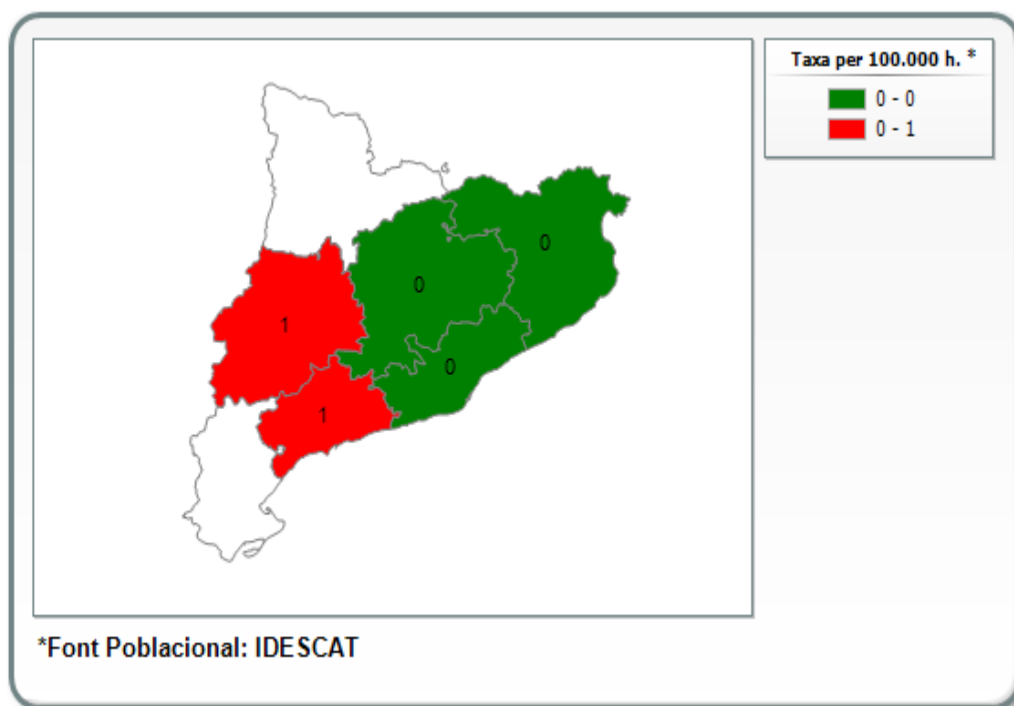 Taxa per 100.000 h. *
0 - 0
0 - 1
0
0
1
0
1
*Font Poblacional: IDESCAT